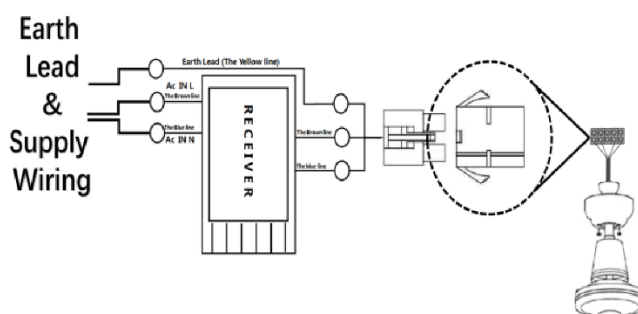 Earth
Lead
&
Supply
Wiring
Earth Lead (The Yellow line)
Ac IN L
The Brown line
The Blue line
Ac IN N
RECEIVER
The Brown line
The blue line